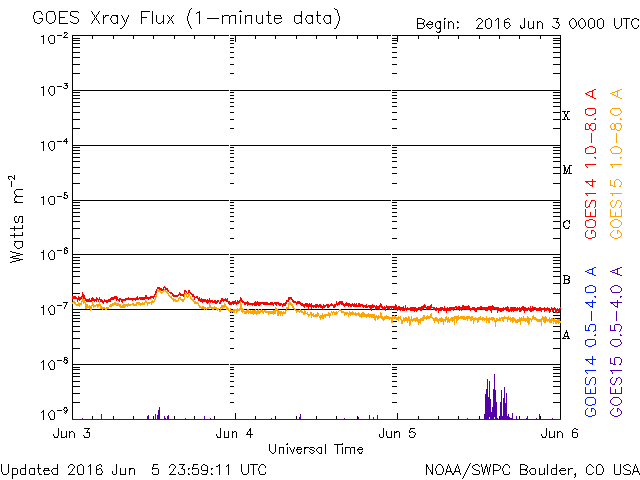 GOES Xray Flux (1-minute data)
Begin: 2016 Jun 3 0000 UTC
10⁻²
10⁻³
10⁻⁴
10⁻⁵
10⁻⁶
10⁻⁷
10⁻⁸
10⁻⁹
Watts m⁻²
X
M
C
B
A
GOES14 1.0-8.0 A
GOES15 1.0-8.0 A
GOES14 0.5-4.0 A
GOES15 0.5-4.0 A
Jun 3 Jun 4 Jun 5 Jun 6
Universal Time
Updated 2016 Jun 5 23:59:11 UTC
NOAA/SWPC Boulder, CO USA